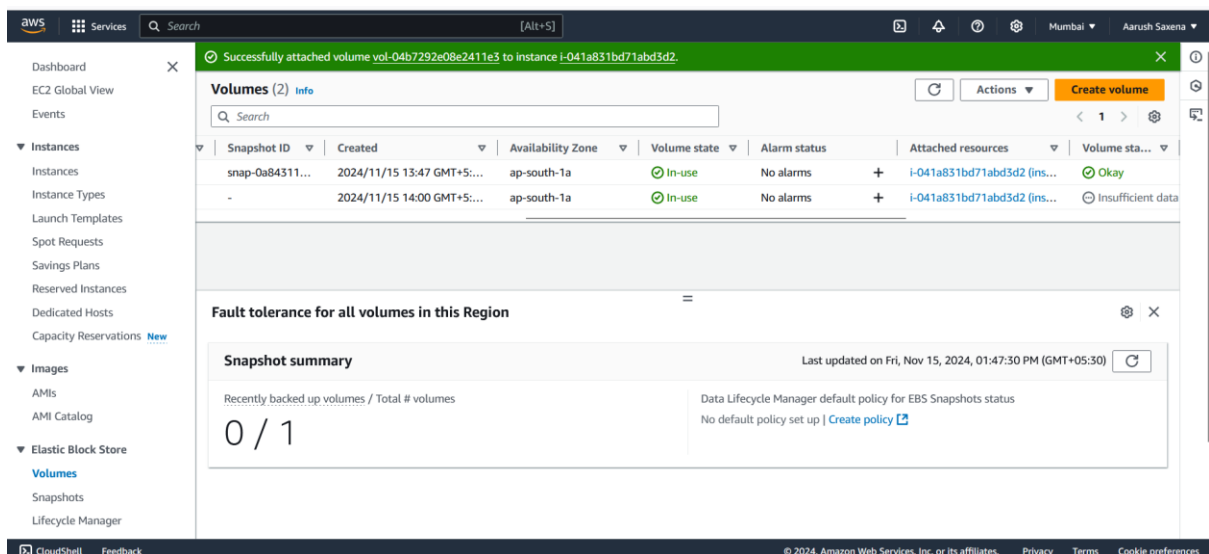 aws Services Search [Alt+S] Mumbai ▼ Aarush Saxena ▼
Dashboard
EC2 Global View
Events
Instances
Instances
Instance Types
Launch Templates
Spot Requests
Savings Plans
Reserved Instances
Dedicated Hosts
Capacity Reservations New
Images
AMIs
AMI Catalog
Elastic Block Store
Volumes
Snapshots
Lifecycle Manager
Successfully attached volume vol-04b7292e08e2411e3 to instance i-041a831bd71abd3d2.
Volumes (2) Info Actions ▼ Create volume
Search < 1 >
Snapshot ID Created Availability Zone Volume state Alarm status Attached resources Volume sta...
snap-0a84311... 2024/11/15 13:47 GMT+5:... ap-south-1a In-use No alarms + i-041a831bd71abd3d2 (ins... Okay
- 2024/11/15 14:00 GMT+5:... ap-south-1a In-use No alarms + i-041a831bd71abd3d2 (ins... Insufficient data
Fault tolerance for all volumes in this Region
Snapshot summary Last updated on Fri, Nov 15, 2024, 01:47:30 PM (GMT+05:30)
Recently backed up volumes / Total # volumes
0 / 1
Data Lifecycle Manager default policy for EBS Snapshots status
No default policy set up | Create policy
CloudShell Feedback © 2024, Amazon Web Services, Inc. or its affiliates. Privacy Terms Cookie preferences